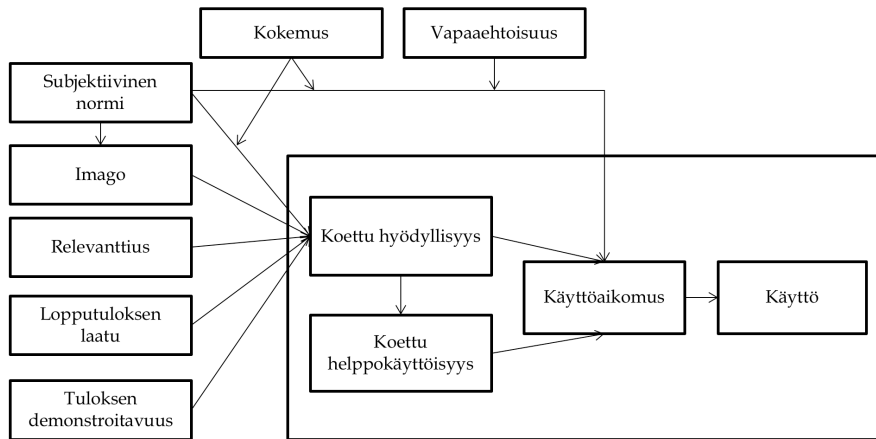 Kokemus
Vapaaehtoisuus
Subjektiivinen
normi
Imago
Relevanttius
Lopputuloksen
laatu
Tuloksen
demonstroitavuus
Koettu hyödyllisyys
Koettu
helppokäyttöisyys
Käyttöaikomus
Käyttö